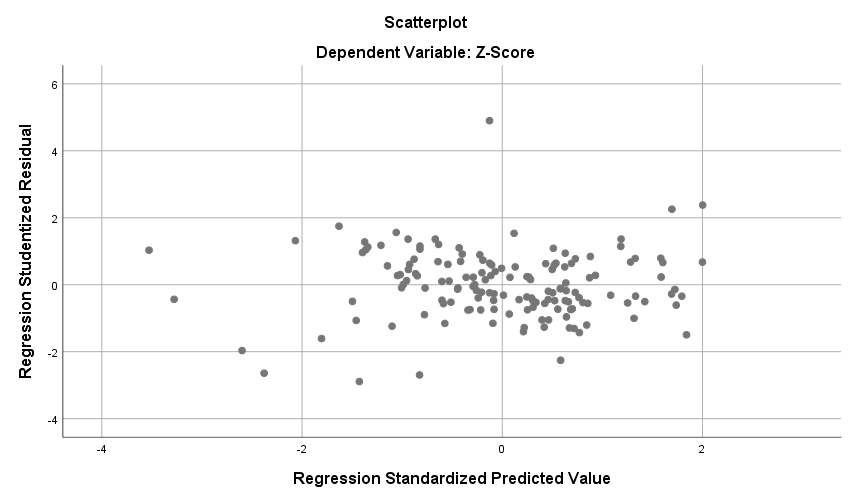 Scatterplot
Dependent Variable: Z-Score
Regression Studentized Residual
6
4
2
0
-2
-4
-4
-2
0
2
Regression Standardized Predicted Value